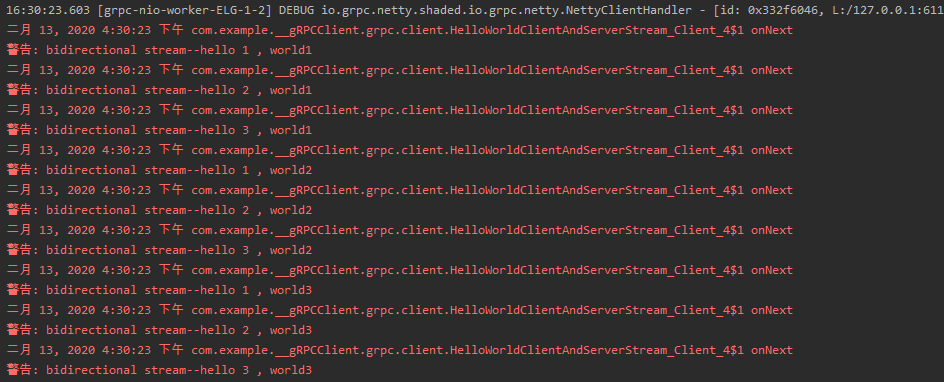 16:30:23.603 [grpc-nio-worker-ELG-1-2] DEBUG io.grpc.netty.shaded.io.grpc.netty.NettyClientHandler - [id: 0x332f6046, L:/127.0.0.1:611
二月 13, 2020 4:30:23 下午 com.example.__gRPCClient.grpc.client.HelloWorldClientAndServerStream_Client_4$1 onNext
警告: bidirectional stream--hello 1 , world1
二月 13, 2020 4:30:23 下午 com.example.__gRPCClient.grpc.client.HelloWorldClientAndServerStream_Client_4$1 onNext
警告: bidirectional stream--hello 2 , world1
二月 13, 2020 4:30:23 下午 com.example.__gRPCClient.grpc.client.HelloWorldClientAndServerStream_Client_4$1 onNext
警告: bidirectional stream--hello 3 , world1
二月 13, 2020 4:30:23 下午 com.example.__gRPCClient.grpc.client.HelloWorldClientAndServerStream_Client_4$1 onNext
警告: bidirectional stream--hello 1 , world2
二月 13, 2020 4:30:23 下午 com.example.__gRPCClient.grpc.client.HelloWorldClientAndServerStream_Client_4$1 onNext
警告: bidirectional stream--hello 2 , world2
二月 13, 2020 4:30:23 下午 com.example.__gRPCClient.grpc.client.HelloWorldClientAndServerStream_Client_4$1 onNext
警告: bidirectional stream--hello 3 , world2
二月 13, 2020 4:30:23 下午 com.example.__gRPCClient.grpc.client.HelloWorldClientAndServerStream_Client_4$1 onNext
警告: bidirectional stream--hello 1 , world3
二月 13, 2020 4:30:23 下午 com.example.__gRPCClient.grpc.client.HelloWorldClientAndServerStream_Client_4$1 onNext
警告: bidirectional stream--hello 2 , world3
二月 13, 2020 4:30:23 下午 com.example.__gRPCClient.grpc.client.HelloWorldClientAndServerStream_Client_4$1 onNext
警告: bidirectional stream--hello 3 , world3